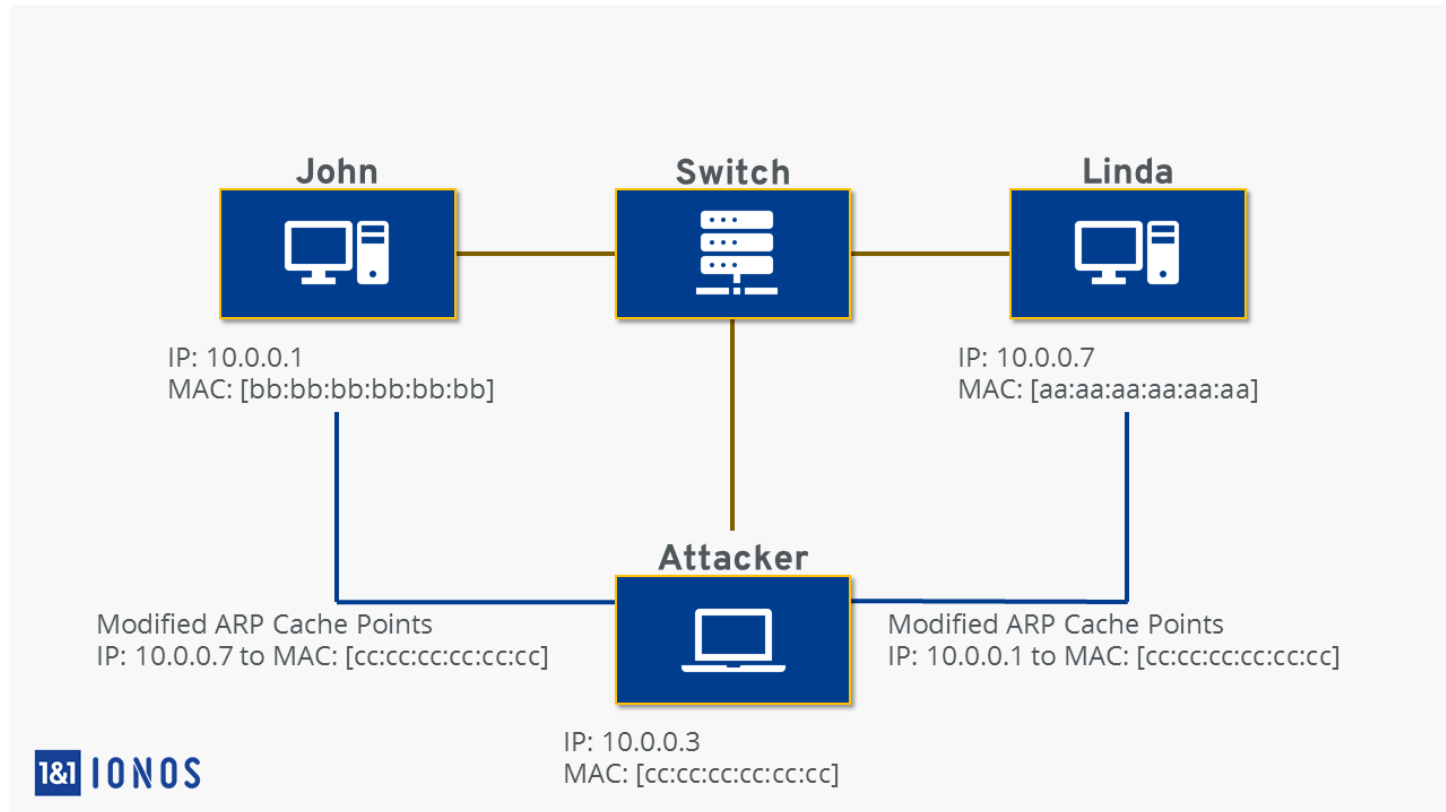 John
Switch
Linda
IP: 10.0.0.1
MAC: [bb:bb:bb:bb:bb:bb]
IP: 10.0.0.7
MAC: [aa:aa:aa:aa:aa:aa]
Attacker
Modified ARP Cache Points
IP: 10.0.0.7 to MAC: [cc:cc:cc:cc:cc:cc]
Modified ARP Cache Points
IP: 10.0.0.1 to MAC: [cc:cc:cc:cc:cc:cc]
IP: 10.0.0.3
MAC: [cc:cc:cc:cc:cc:cc]
1&1 IONOS